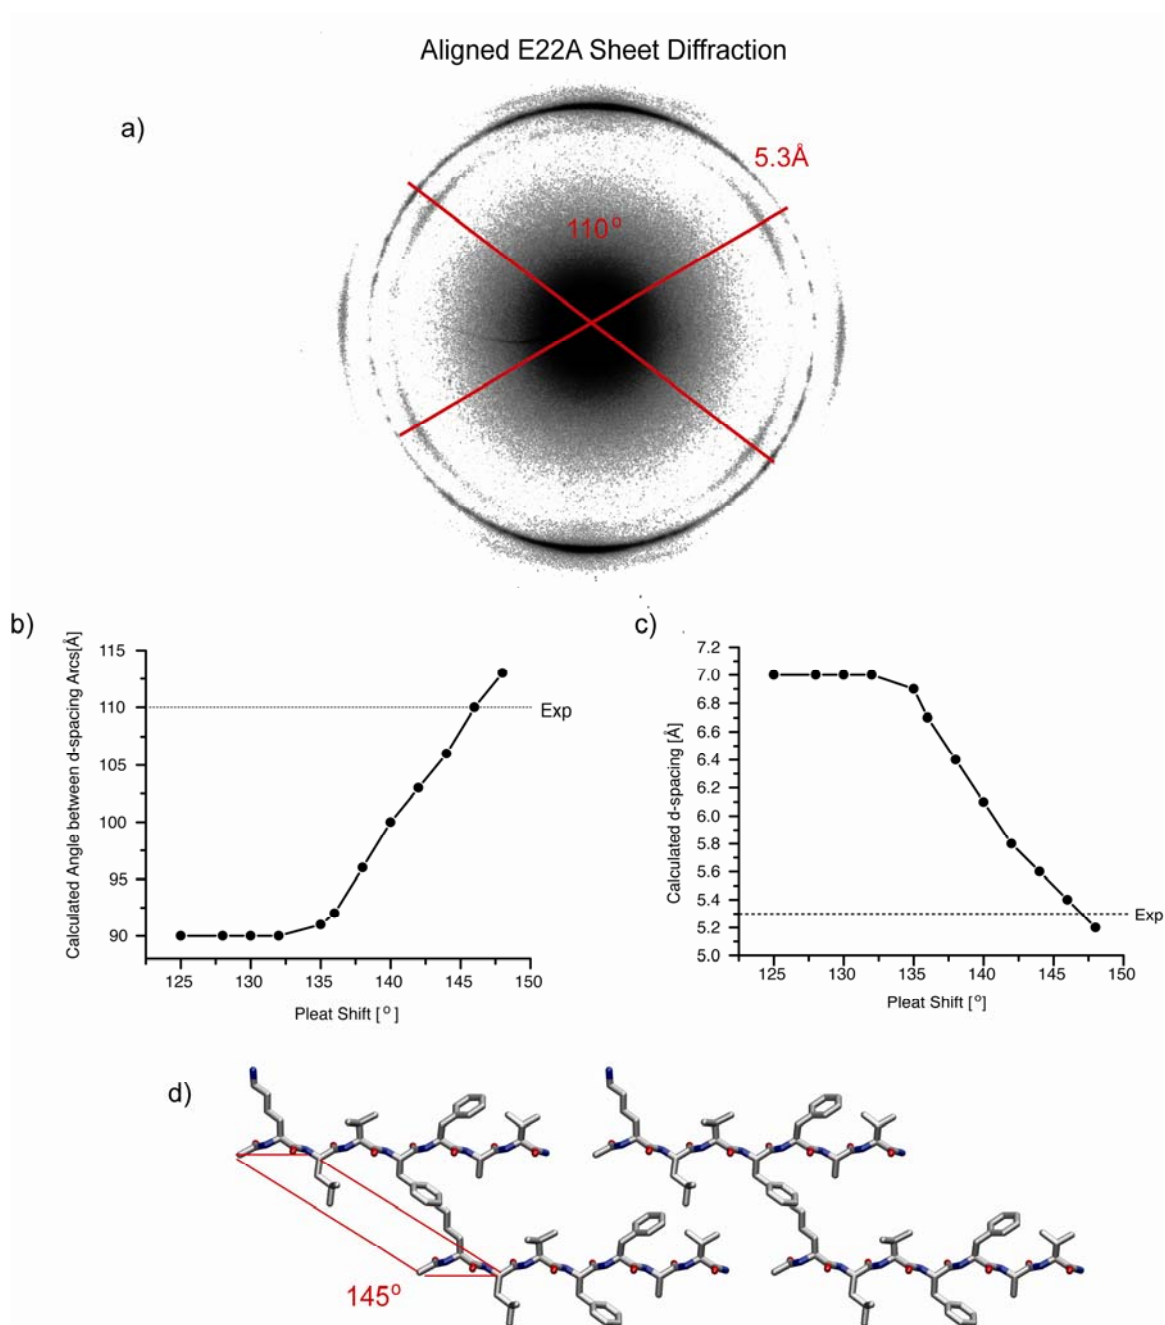 Aligned E22A Sheet Diffraction
a)
5.3Å
110°
b)
Calculated Angle between d-spacing Arcs[Å]
115
110
105
100
95
90
Exp
125
130
135
140
145
150
Pleat Shift [°]
c)
Calculated d-spacing [Å]
7.2
7.0
6.8
6.6
6.4
6.2
6.0
5.8
5.6
5.4
5.2
5.0
Exp
125
130
135
140
145
150
Pleat Shift [°]
d)
145°